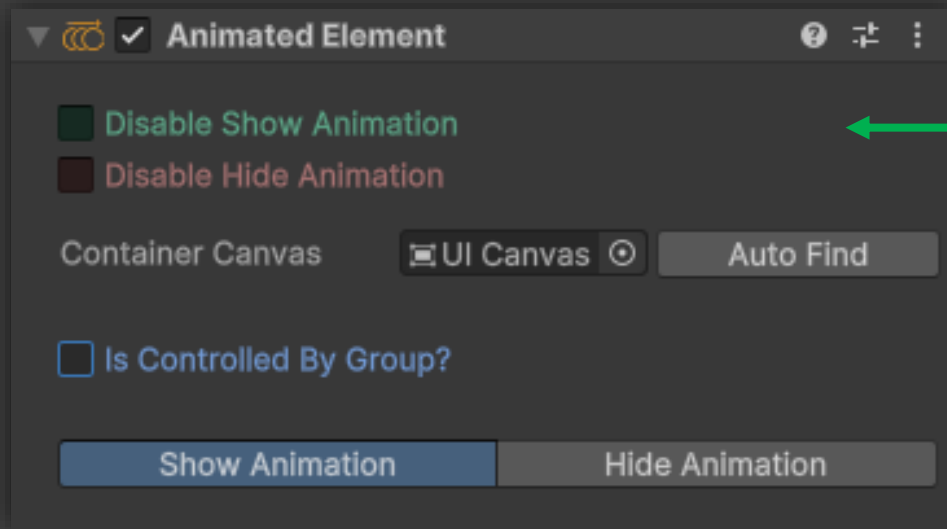 Animated Element
Disable Show Animation
Disable Hide Animation
Container Canvas UI Canvas Auto Find
Is Controlled By Group?
Show Animation Hide Animation